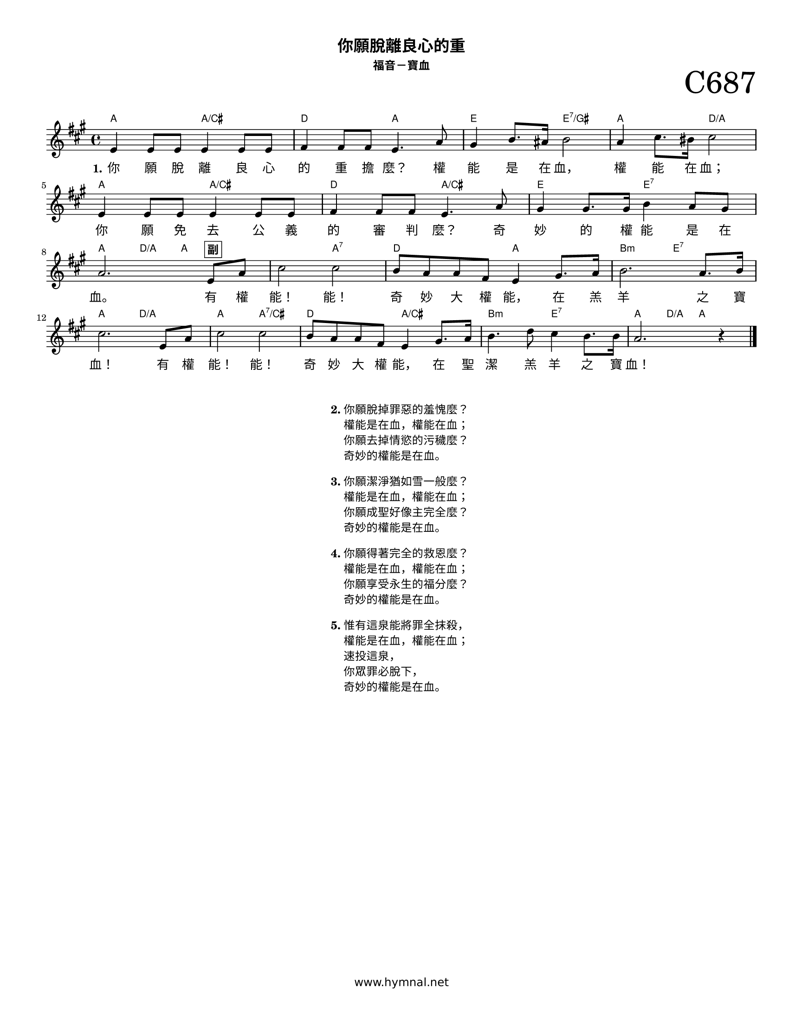 你願脫離良心的重
福音－寶血
C687
A A/C♯ D A E E7/G♯ A D/A
1. 你 願 脫 離 良 心 的 重 擔 麼？ 權 能 是 在 血， 權 能 在 血；
5 A A/C♯ D A/C♯ E E7
你 願 免 去 公 義 的 審 判 麼？ 奇 妙 的 權 能 是 在
8 A D/A A 副 A7 D A Bm E7
血。 有 權 能！ 能！ 奇 妙 大 權 能， 在 羔 羊 之 寶
12 A D/A A A7/C♯ D A/C♯ Bm E7 A D/A A
血！ 有 權 能！ 能！ 奇 妙 大 權 能， 在 聖 潔 羔 羊 之 寶 血！
2. 你願脫掉罪惡的羞愧麼？
權能是在血，權能在血；
你願去掉情慾的污穢麼？
奇妙的權能是在血。
3. 你願潔淨猶如雪一般麼？
權能是在血，權能在血；
你願成聖好像主完全麼？
奇妙的權能是在血。
4. 你願得著完全的救恩麼？
權能是在血，權能在血；
你願享受永生的福分麼？
奇妙的權能是在血。
5. 惟有這泉能將罪全抹殺，
權能是在血，權能在血；
速投這泉，
你眾罪必脫下，
奇妙的權能是在血。
www.hymnal.net